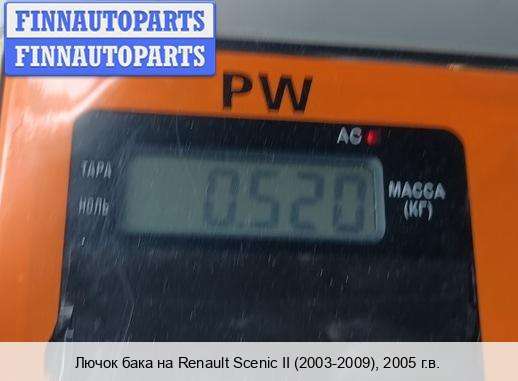 FINNAUTOPARTS
FINNAUTOPARTS
PW
AC
ТАРА
НОЛЬ
0.520
МАССА
(КГ)
Лючок бака на Renault Scenic II (2003-2009), 2005 г.в.